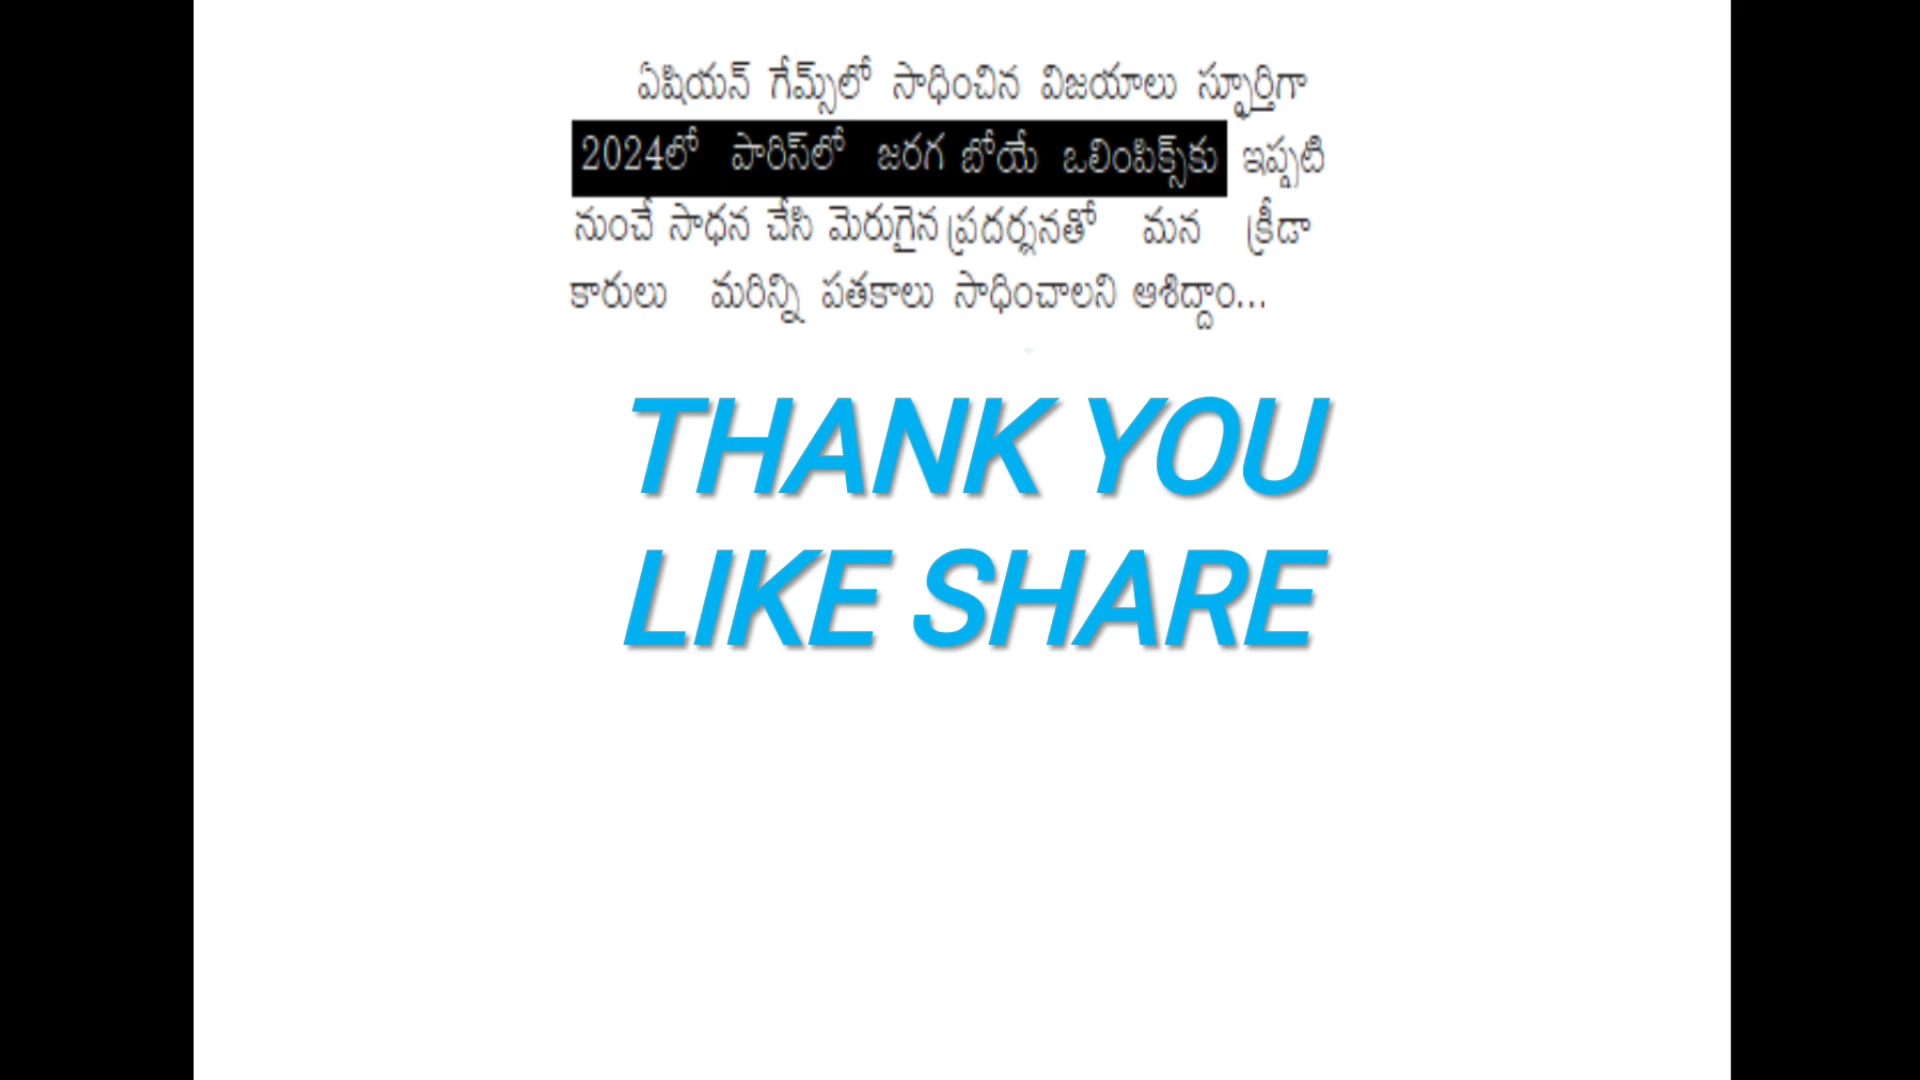 ఏషియన్ గేమ్స్‌లో సాధించిన విజయాలు స్ఫూర్తిగా
2024లో పారిస్‌లో జరగ బోయే ఒలింపిక్స్‌కు ఇప్పటి
నుంచే సాధన చేసి మెరుగైన ప్రదర్శనతో మన క్రీడా
కారులు మరిన్ని పతకాలు సాధించాలని ఆశిద్దాం...
THANK YOU
LIKE SHARE